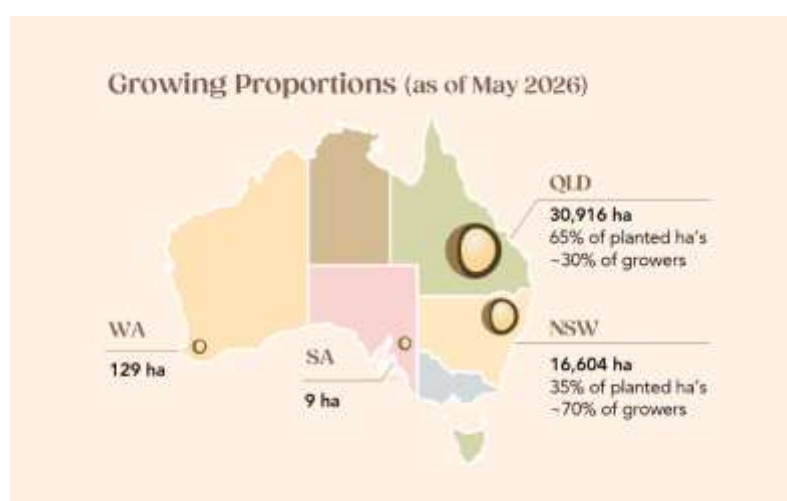 Growing Proportions (as of May 2026)
QLD
30,916 ha
65% of planted ha's
~30% of growers
WA
129 ha
SA
9 ha
NSW
16,604 ha
35% of planted ha's
~70% of growers